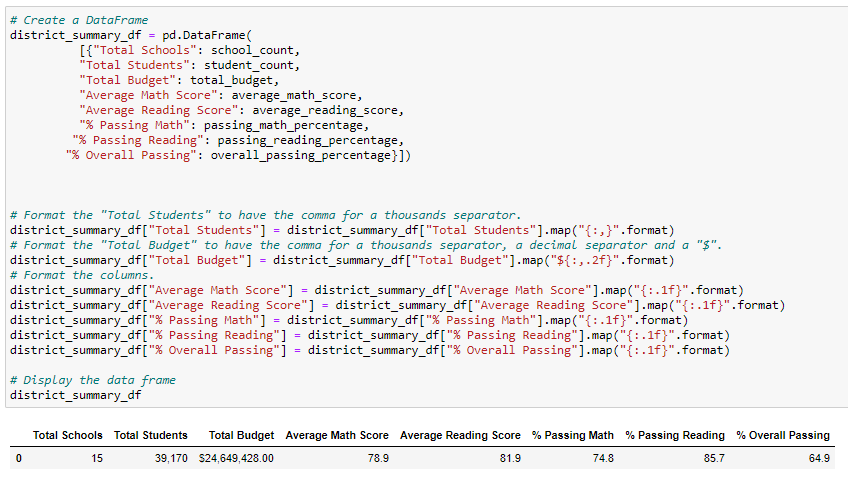 # Create a DataFrame
district_summary_df = pd.DataFrame(
          [{"Total Schools": school_count,
          "Total Students": student_count,
          "Total Budget": total_budget,
          "Average Math Score": average_math_score,
          "Average Reading Score": average_reading_score,
          "% Passing Math": passing_math_percentage,
         "% Passing Reading": passing_reading_percentage,
        "% Overall Passing": overall_passing_percentage}])
# Format the "Total Students" to have the comma for a thousands separator.
district_summary_df["Total Students"] = district_summary_df["Total Students"].map("{:,}".format)
# Format the "Total Budget" to have the comma for a thousands separator, a decimal separator and a "$".
district_summary_df["Total Budget"] = district_summary_df["Total Budget"].map("${:,.2f}".format)
# Format the columns.
district_summary_df["Average Math Score"] = district_summary_df["Average Math Score"].map("{:.1f}".format)
district_summary_df["Average Reading Score"] = district_summary_df["Average Reading Score"].map("{:.1f}".format)
district_summary_df["% Passing Math"] = district_summary_df["% Passing Math"].map("{:.1f}".format)
district_summary_df["% Passing Reading"] = district_summary_df["% Passing Reading"].map("{:.1f}".format)
district_summary_df["% Overall Passing"] = district_summary_df["% Overall Passing"].map("{:.1f}".format)
# Display the data frame
district_summary_df
Total Schools Total Students Total Budget Average Math Score Average Reading Score % Passing Math % Passing Reading % Overall Passing
0 15 39,170 $24,649,428.00 78.9 81.9 74.8 85.7 64.9